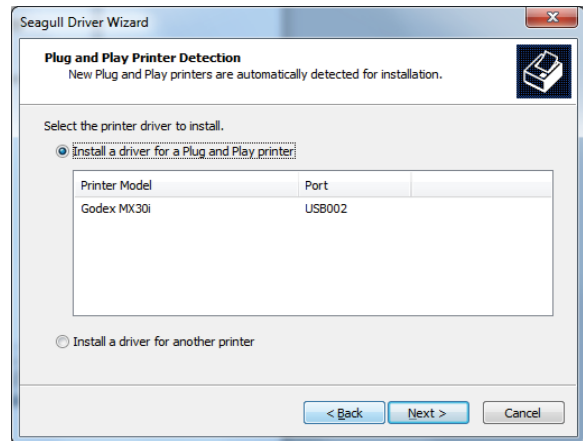 Seagull Driver Wizard
Plug and Play Printer Detection
New Plug and Play printers are automatically detected for installation.
Select the printer driver to install.
Install a driver for a Plug and Play printer
Printer Model Port
Godex MX30i USB002
Install a driver for another printer
< Back Next > Cancel